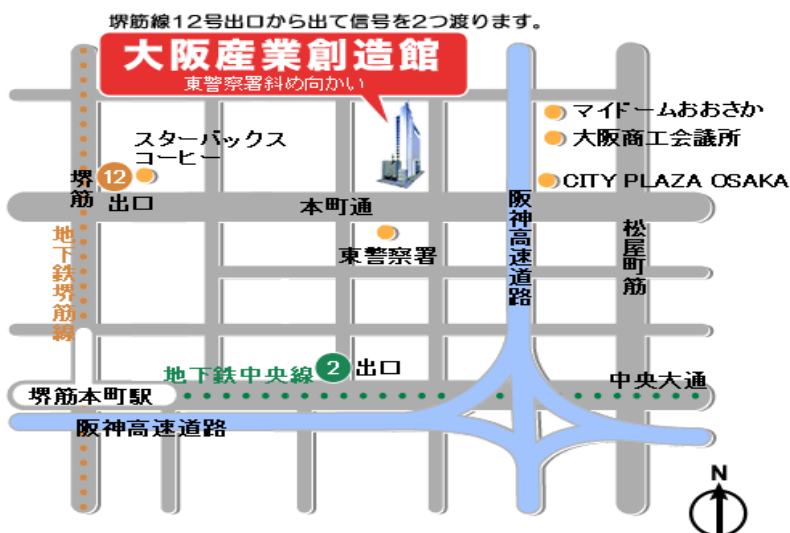 堺筋線12号出口から出て信号を2つ渡ります。
大阪産業創造館
東警察署斜め向かい
マイドームおおさか
大阪商工会議所
スターバックス
コーヒー
CITY PLAZA OSAKA
堺筋
12
出口
本町通
阪神高速道路
松屋町筋
東警察署
地下鉄堺筋線
地下鉄中央線
2
出口
中央大通
堺筋本町駅
阪神高速道路
N